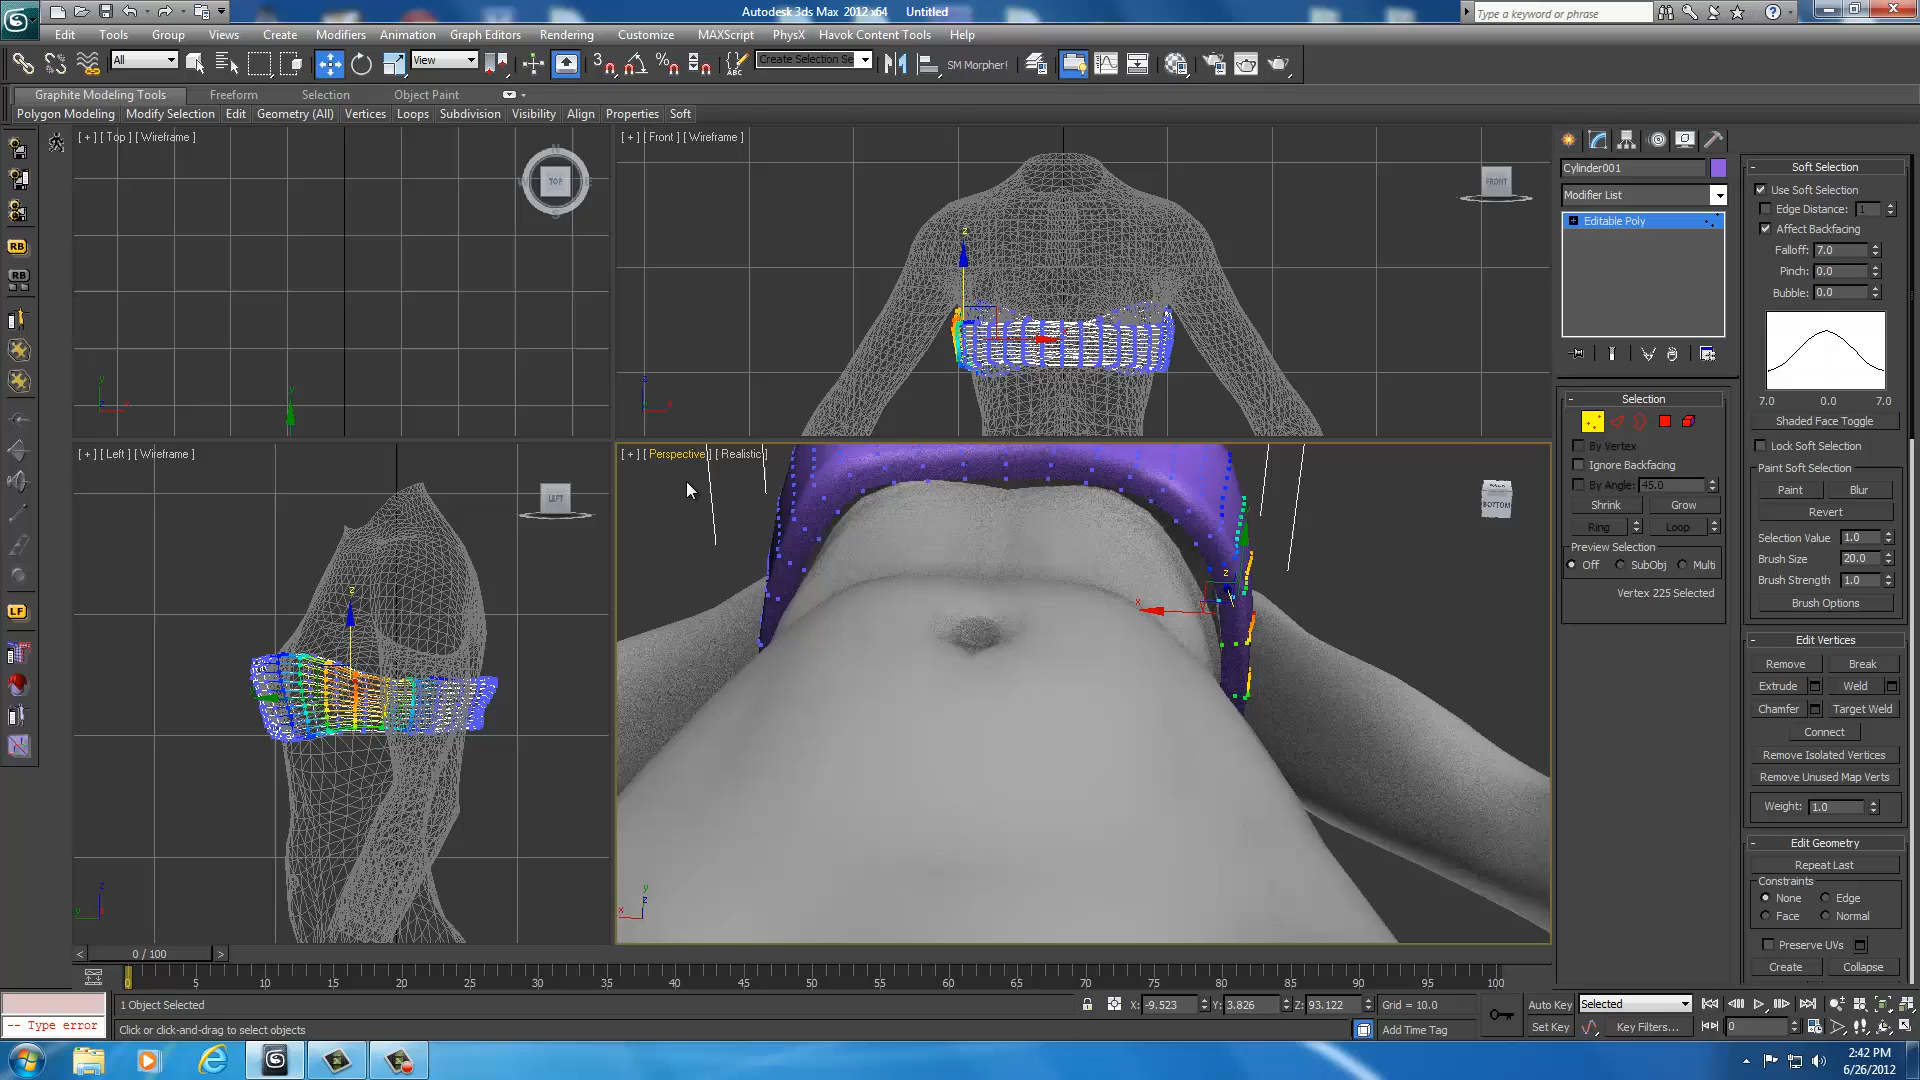 Autodesk 3ds Max 2012 x64 Untitled
Type a keyword or phrase
Edit Tools Group Views Create Modifiers Animation Graph Editors Rendering Customize MAXScript PhysX Havok Content Tools Help
All View Create Selection Se SM Morpher!
Graphite Modeling Tools Freeform Selection Object Paint
Polygon Modeling Modify Selection Edit Geometry (All) Vertices Loops Subdivision Visibility Align Properties Soft
[ + ] [ Top ] [ Wireframe ]
TOP
[ + ] [ Front ] [ Wireframe ]
FRONT
[ + ] [ Left ] [ Wireframe ]
LEFT
[ + ] [ Perspective ] [ Realistic ]
BACK
BOTTOM
RB
RB
LF
Cylinder001
Modifier List
Editable Poly
Selection
By Vertex
Ignore Backfacing
By Angle: 45.0
Shrink Grow
Ring Loop
Preview Selection
Off SubObj Multi
Vertex 225 Selected
Soft Selection
Use Soft Selection
Edge Distance: 1
Affect Backfacing
Falloff: 7.0
Pinch: 0.0
Bubble: 0.0
7.0 0.0 7.0
Shaded Face Toggle
Lock Soft Selection
Paint Soft Selection
Paint Blur
Revert
Selection Value 1.0
Brush Size 20.0
Brush Strength 1.0
Brush Options
Edit Vertices
Remove Break
Extrude Weld
Chamfer Target Weld
Connect
Remove Isolated Vertices
Remove Unused Map Verts
Weight: 1.0
Edit Geometry
Repeat Last
Constraints
None Edge
Face Normal
Preserve UVs
Create Collapse
0 / 100
0 5 10 15 20 25 30 35 40 45 50 55 60 65 70 75 80 85 90 95 100
1 Object Selected X: -9.523 Y: 3.826 Z: 93.122 Grid = 10.0 Auto Key Selected
-- Type error Click or click-and-drag to select objects Add Time Tag Set Key Key Filters... 0
2:42 PM
6/26/2012